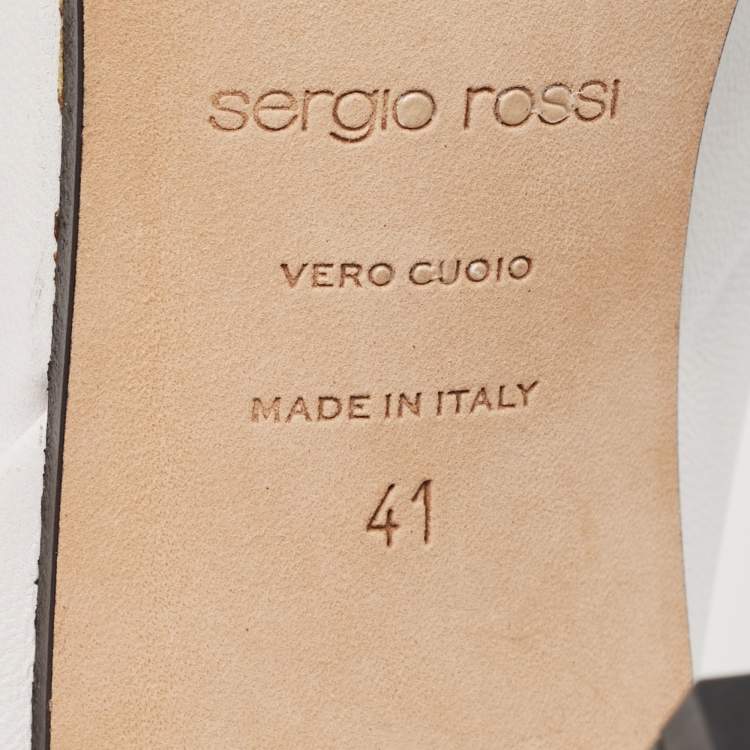 sergio rossi
VERO CUOIO
MADE IN ITALY
41